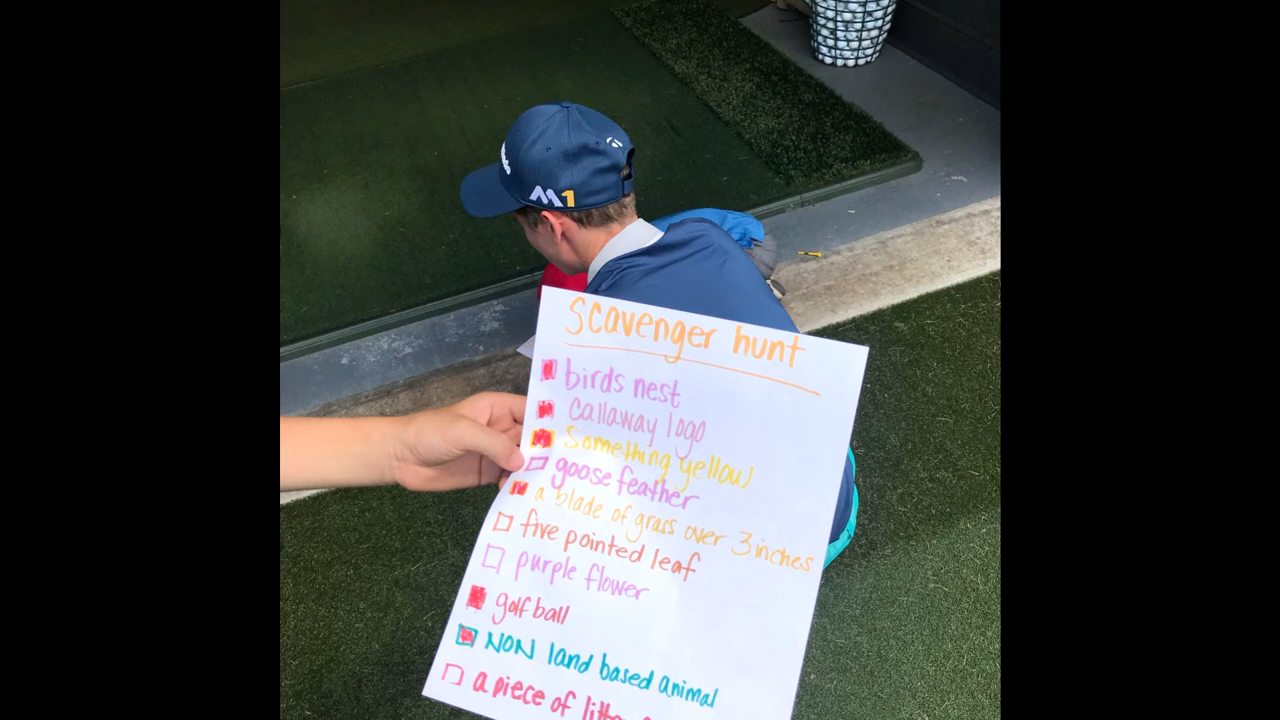 M1
Scavenger hunt
birds nest
callaway logo
Something yellow
goose feather
a blade of grass over 3 inches
five pointed leaf
purple flower
golf ball
NON land based animal
a piece of